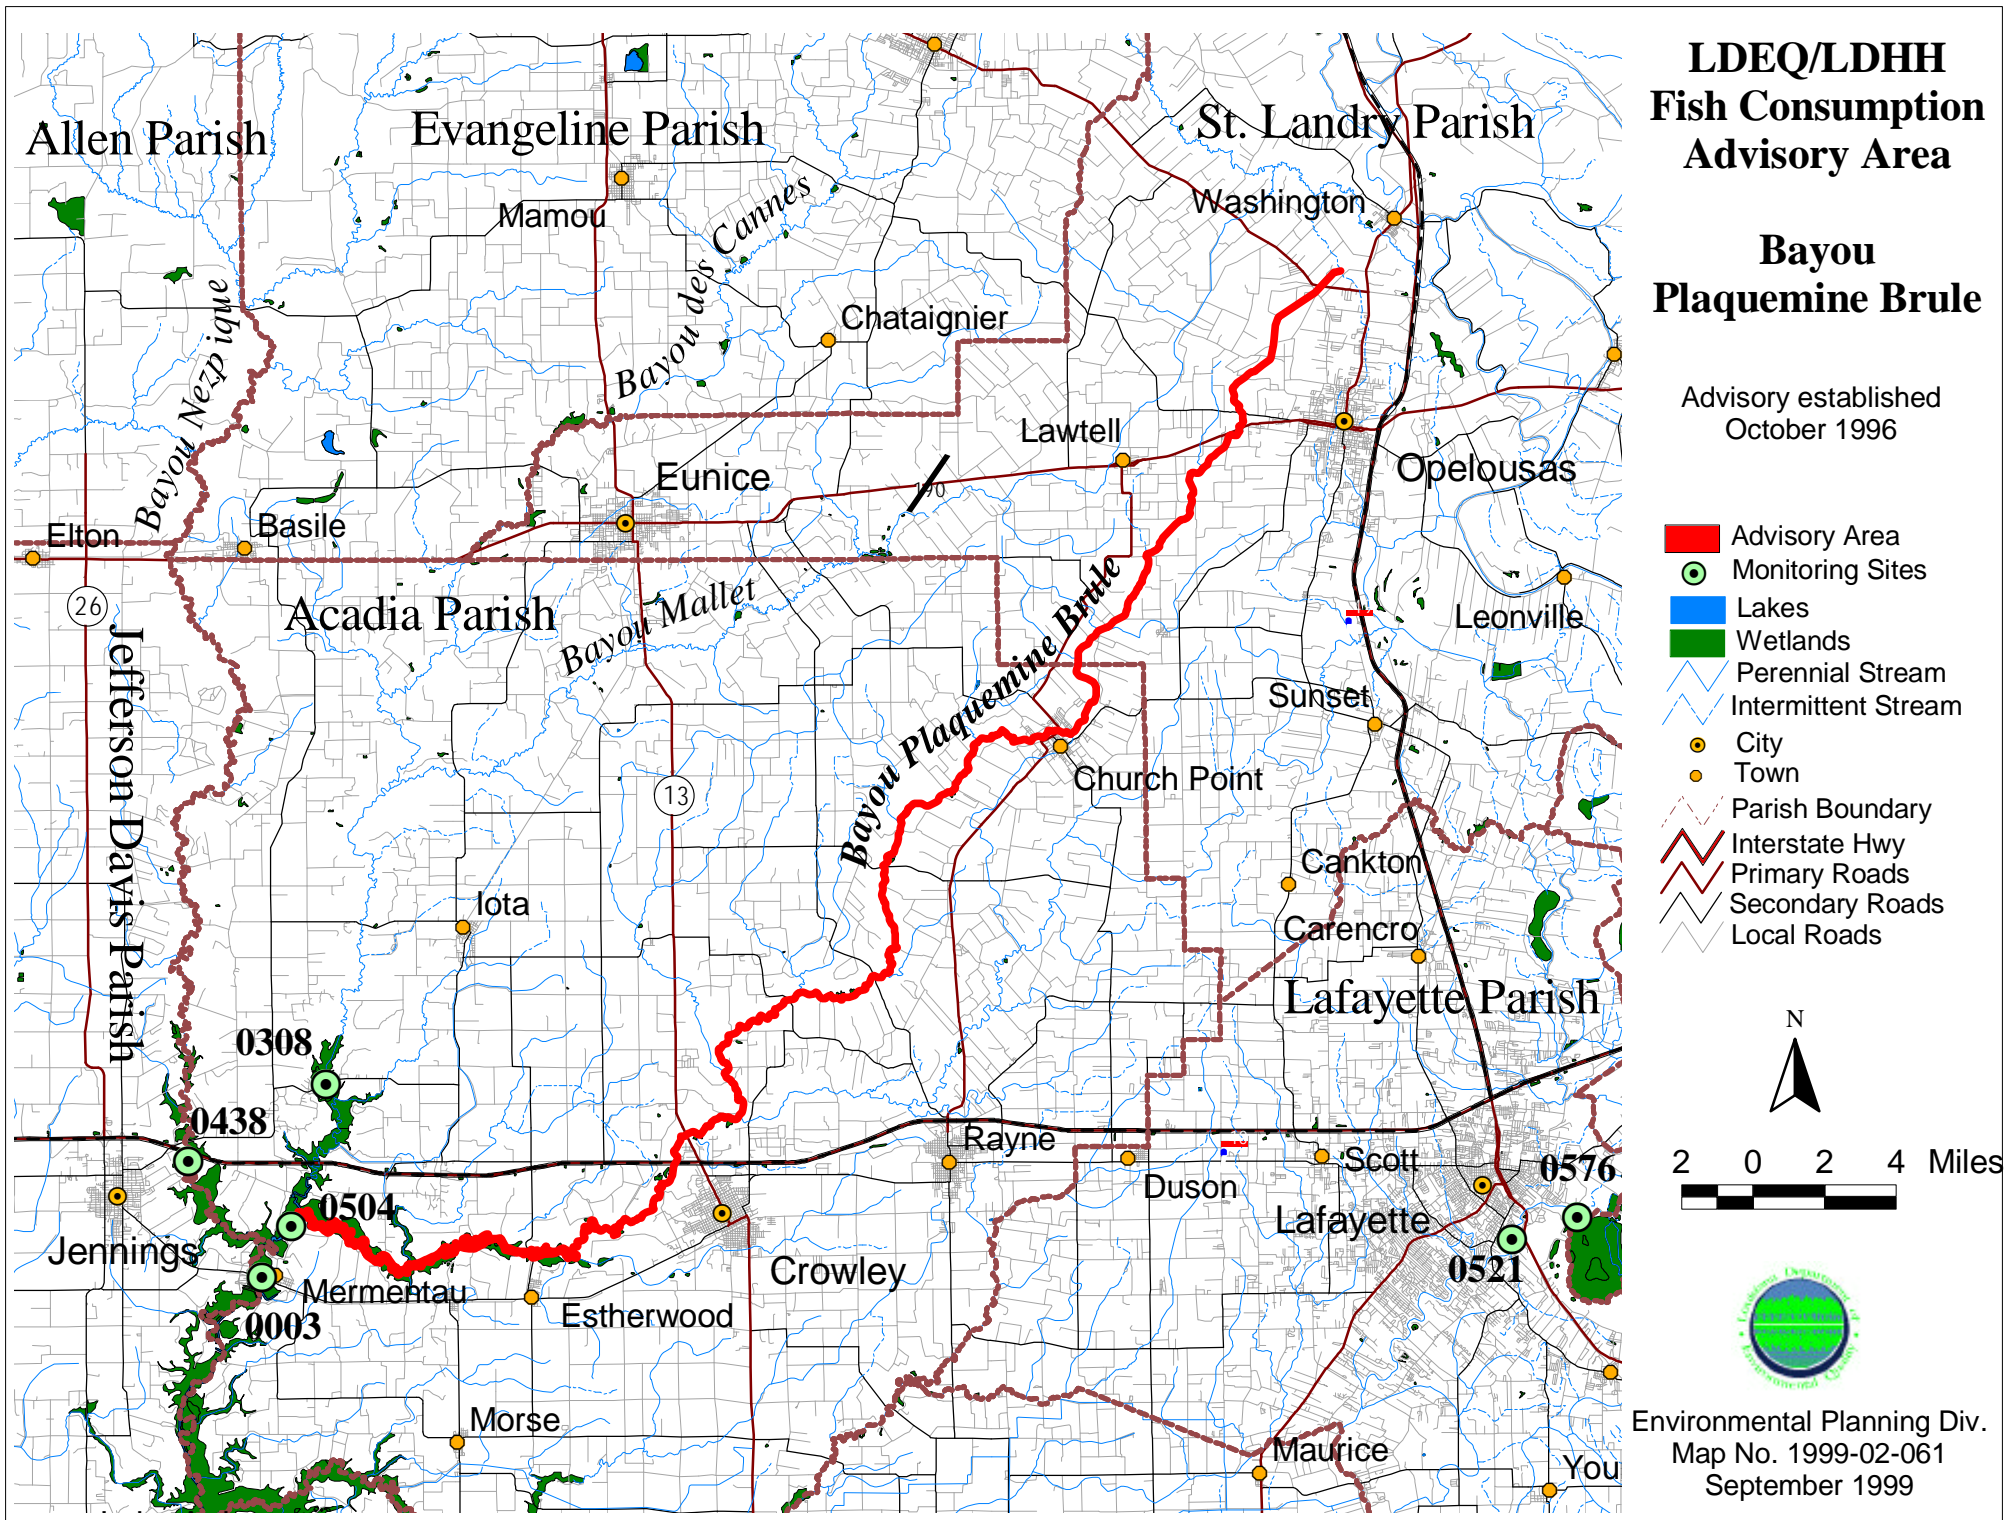 LDEQ/LDHH
Fish Consumption
Advisory Area
Bayou
Plaquemine Brule
Advisory established
October 1996
Advisory Area
Monitoring Sites
Lakes
Wetlands
Perennial Stream
Intermittent Stream
City
Town
Parish Boundary
Interstate Hwy
Primary Roads
Secondary Roads
Local Roads
N
2 0 2 4 Miles
Environmental Planning Div.
Map No. 1999-02-061
September 1999
Allen Parish
Evangeline Parish
St. Landry Parish
Mamou
Washington
Bayou des Cannes
Chataignier
Bayou Nezp ique
Lawtell
Eunice
190
Opelousas
Elton
Basile
26
Acadia Parish
Bayou Mallet
Leonville
Jefferson Davis Parish
Bayou Plaquemine Brule
Sunset
13
Church Point
Cankton
Iota
Carencro
Lafayette Parish
0308
0438
Rayne
Scott
0576
Duson
0504
Lafayette
Jennings
0521
Crowley
Mermentau
Estherwood
0003
Morse
Maurice
You